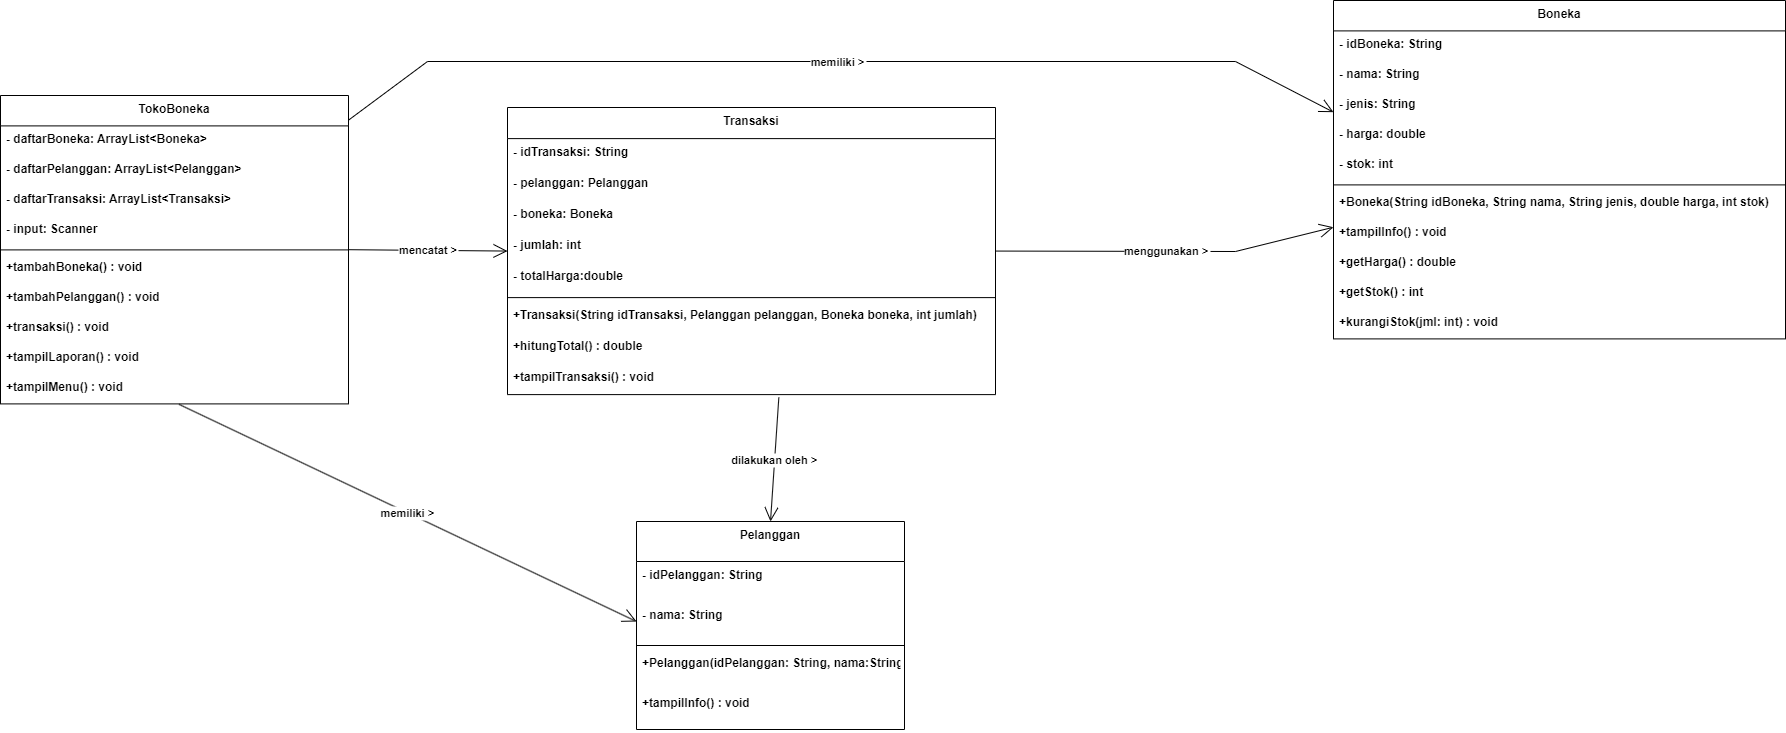 TokoBoneka
- daftarBoneka: ArrayList<Boneka>
- daftarPelanggan: ArrayList<Pelanggan>
- daftarTransaksi: ArrayList<Transaksi>
- input: Scanner
+tambahBoneka() : void
+tambahPelanggan() : void
+transaksi() : void
+tampilLaporan() : void
+tampilMenu() : void
memiliki >
mencatat >
memiliki >
Transaksi
- idTransaksi: String
- pelanggan: Pelanggan
- boneka: Boneka
- jumlah: int
- totalHarga:double
+Transaksi(String idTransaksi, Pelanggan pelanggan, Boneka boneka, int jumlah)
+hitungTotal() : double
+tampilTransaksi() : void
menggunakan >
dilakukan oleh >
Boneka
- idBoneka: String
- nama: String
- jenis: String
- harga: double
- stok: int
+Boneka(String idBoneka, String nama, String jenis, double harga, int stok)
+tampilInfo() : void
+getHarga() : double
+getStok() : int
+kurangiStok(jml: int) : void
Pelanggan
- idPelanggan: String
- nama: String
+Pelanggan(idPelanggan: String, nama:String
+tampilInfo() : void